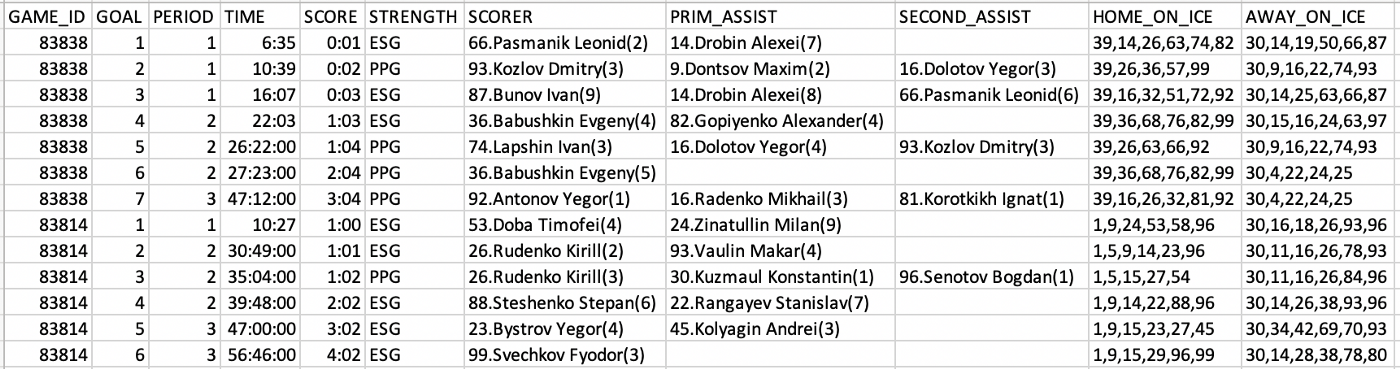 GAME_ID GOAL PERIOD TIME SCORE STRENGTH SCORER PRIM_ASSIST SECOND_ASSIST HOME_ON_ICE AWAY_ON_ICE
83838 1 1 6:35 0:01 ESG 66.Pasmanik Leonid(2) 14.Drobin Alexei(7) 39,14,26,63,74,82 30,14,19,50,66,87
83838 2 1 10:39 0:02 PPG 93.Kozlov Dmitry(3) 9.Dontsov Maxim(2) 16.Dolotov Yegor(3) 39,26,36,57,99 30,9,16,22,74,93
83838 3 1 16:07 0:03 ESG 87.Bunov Ivan(9) 14.Drobin Alexei(8) 66.Pasmanik Leonid(6) 39,16,32,51,72,92 30,14,25,63,66,87
83838 4 2 22:03 1:03 ESG 36.Babushkin Evgeny(4) 82.Gopiyenko Alexander(4) 39,36,68,76,82,99 30,15,16,24,63,97
83838 5 2 26:22:00 1:04 PPG 74.Lapshin Ivan(3) 16.Dolotov Yegor(4) 93.Kozlov Dmitry(3) 39,26,63,66,92 30,9,16,22,74,93
83838 6 2 27:23:00 2:04 PPG 36.Babushkin Evgeny(5) 39,36,68,76,82,99 30,4,22,24,25
83838 7 3 47:12:00 3:04 PPG 92.Antonov Yegor(1) 16.Radenko Mikhail(3) 81.Korotkikh Ignat(1) 39,16,26,32,81,92 30,4,22,24,25
83814 1 1 10:27 1:00 ESG 53.Doba Timofei(4) 24.Zinatullin Milan(9) 1,9,24,53,58,96 30,16,18,26,93,96
83814 2 2 30:49:00 1:01 ESG 26.Rudenko Kirill(2) 93.Vaulin Makar(4) 1,5,9,14,23,96 30,11,16,26,78,93
83814 3 2 35:04:00 1:02 PPG 26.Rudenko Kirill(3) 30.Kuzmaul Konstantin(1) 96.Senotov Bogdan(1) 1,5,15,27,54 30,11,16,26,84,96
83814 4 2 39:48:00 2:02 ESG 88.Steshenko Stepan(6) 22.Rangayev Stanislav(7) 1,9,14,22,88,96 30,14,26,38,93,96
83814 5 3 47:00:00 3:02 ESG 23.Bystrov Yegor(4) 45.Kolyagin Andrei(3) 1,9,15,23,27,45 30,34,42,69,70,93
83814 6 3 56:46:00 4:02 ESG 99.Svechkov Fyodor(3) 1,9,15,29,96,99 30,14,28,38,78,80